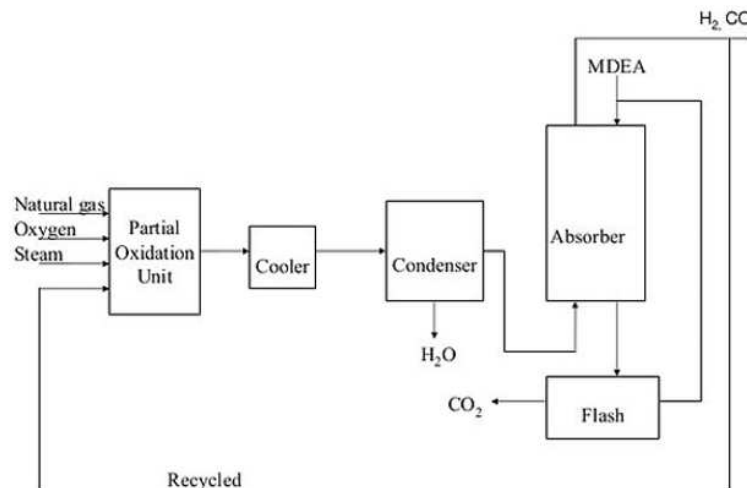 H2, CO
MDEA
Natural gas
Oxygen
Steam
Partial
Oxidation
Unit
Cooler
Condenser
Absorber
H2O
CO2
Flash
Recycled